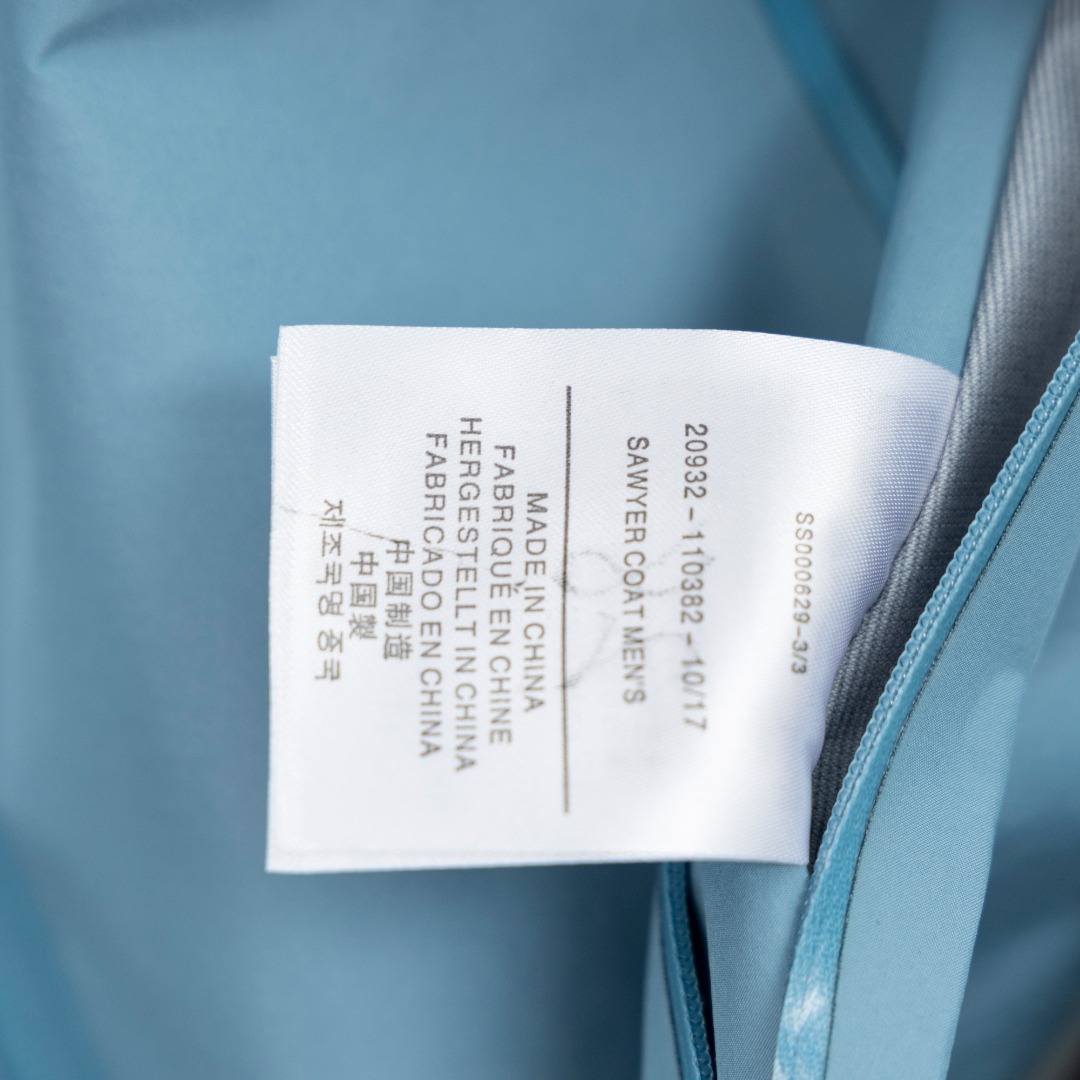 SS000629-3/3
20932 - 110382 - 10/17
SAWYER COAT MEN'S
MADE IN CHINA
FABRIQUÉ EN CHINE
HERGESTELLT IN CHINA
FABRICADO EN CHINA
中国制造
中国製
제조국명 중국